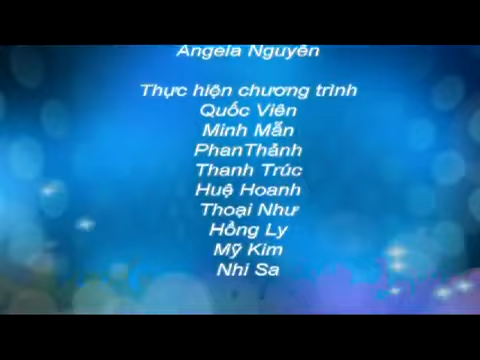 Angela Nguyên
Thực hiện chương trình
Quốc Viên
Minh Mẫn
PhanThảnh
Thanh Trúc
Huệ Hoanh
Thoại Như
Hồng Ly
Mỹ Kim
Nhi Sa